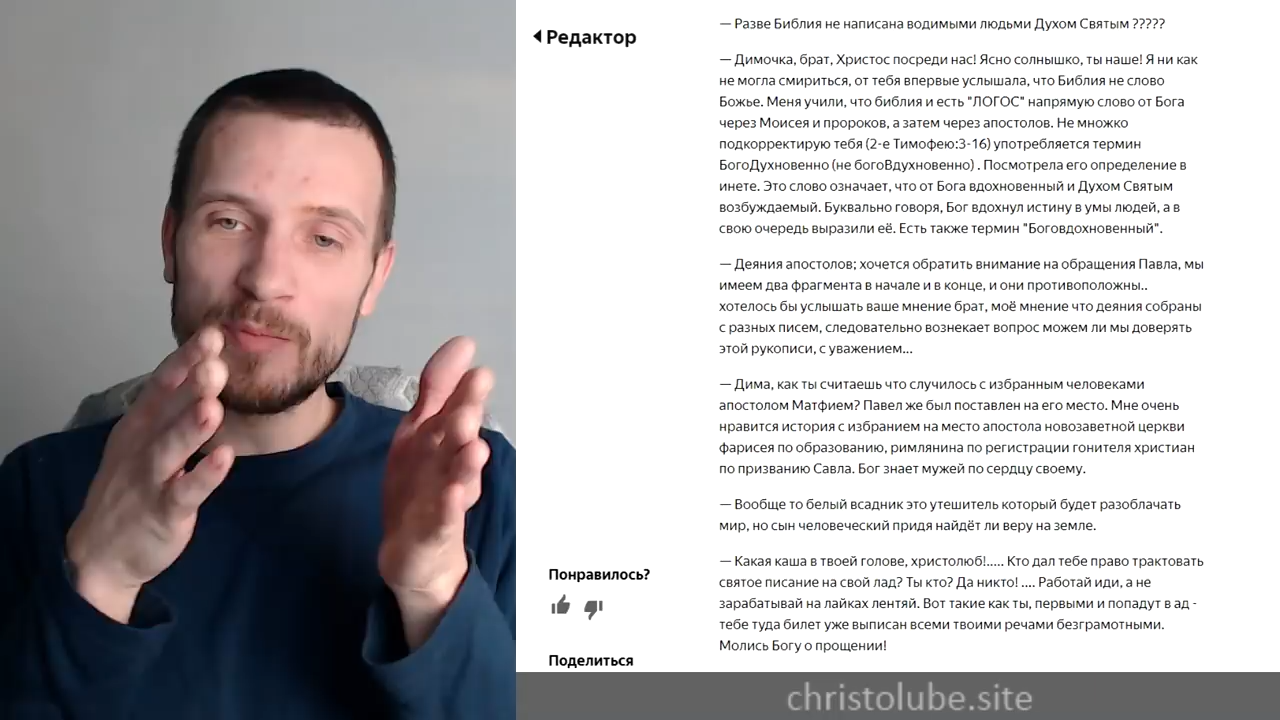 — Разве Библия не написана водимыми людьми Духом Святым ?????
Редактор
— Димочка, брат, Христос посреди нас! Ясно солнышко, ты наше! Я ни как
не могла смириться, от тебя впервые услышала, что Библия не слово
Божье. Меня учили, что библия и есть "ЛОГОС" напрямую слово от Бога
через Моисея и пророков, а затем через апостолов. Не множко
подкорректирую тебя (2-е Тимофею:3-16) употребляется термин
БогоДухновенно (не богоВдухновенно) . Посмотрела его определение в
инете. Это слово означает, что от Бога вдохновенный и Духом Святым
возбуждаемый. Буквально говоря, Бог вдохнул истину в умы людей, а в
свою очередь выразили её. Есть также термин "Боговдохновенный".
— Деяния апостолов; хочется обратить внимание на обращения Павла, мы
имеем два фрагмента в начале и в конце, и они противоположны..
хотелось бы услышать ваше мнение брат, моё мнение что деяния собраны
с разных писем, следовательно вознекает вопрос можем ли мы доверять
этой рукописи, с уважением...
— Дима, как ты считаешь что случилось с избранным человеками
апостолом Матфием? Павел же был поставлен на его место. Мне очень
нравится история с избранием на место апостола новозаветной церкви
фарисея по образованию, римлянина по регистрации гонителя христиан
по призванию Савла. Бог знает мужей по сердцу своему.
— Вообще то белый всадник это утешитель который будет разоблачать
мир, но сын человеческий придя найдёт ли веру на земле.
— Какая каша в твоей голове, христолюб!..... Кто дал тебе право трактовать
святое писание на свой лад? Ты кто? Да никто! .... Работай иди, а не
зарабатывай на лайках лентяй. Вот такие как ты, первыми и попадут в ад -
тебе туда билет уже выписан всеми твоими речами безграмотными.
Молись Богу о прощении!
Понравилось?
Поделиться
christolube.site